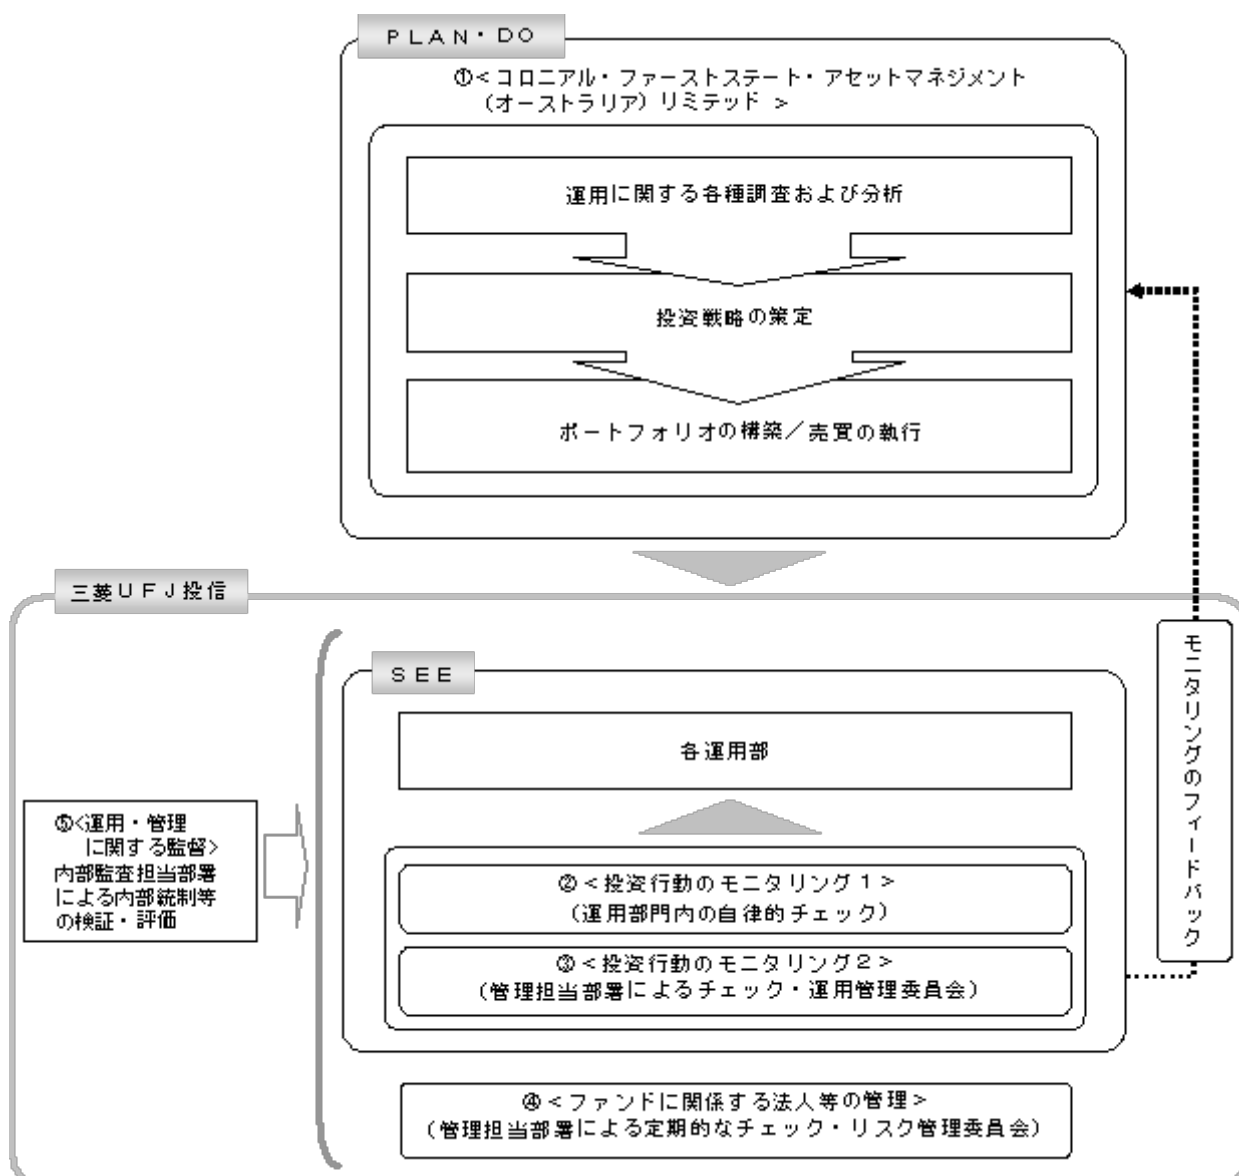 ＰＬＡＮ・ＤＯ
①＜コロニアル・ファーストステート・アセットマネジメント
（オーストラリア）リミテッド ＞
運用に関する各種調査および分析
投資戦略の策定
ポートフォリオの構築／売買の執行
三菱ＵＦＪ投信
ＳＥＥ
各運用部
②＜投資行動のモニタリング１＞
（運用部門内の自律的チェック）
③＜投資行動のモニタリング２＞
（管理担当部署によるチェック・運用管理委員会）
④＜ファンドに関係する法人等の管理＞
（管理担当部署による定期的なチェック・リスク管理委員会）
⑤＜運用・管理
に関する監督＞
内部監査担当部署
による内部統制等
の検証・評価
モニタリングのフィードバック